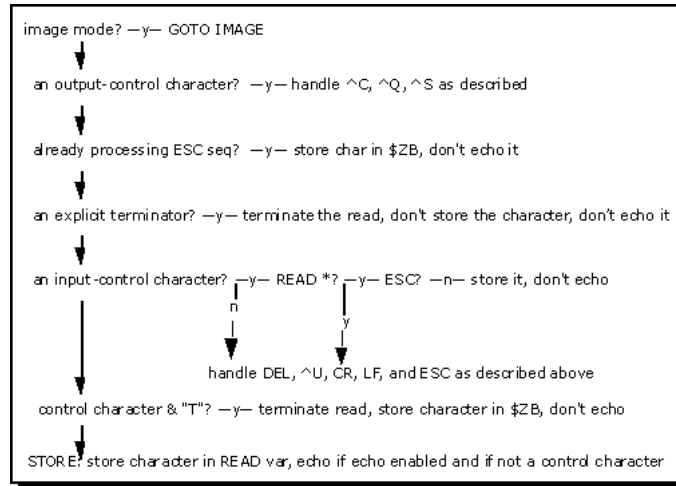 image mode? —y— GOTO IMAGE
an output-control character? —y— handle ^C, ^Q, ^S as described
already processing ESC seq? —y— store char in $ZB, don't echo it
an explicit terminator? —y— terminate the read, don't store the character, don't echo it
an input-control character? —y— READ *? —y— ESC? —n— store it, don't echo
n
y
handle DEL, ^U, CR, LF, and ESC as described above
control character & "T"? —y— terminate read, store character in $ZB, don't echo
STORE: store character in READ var, echo if echo enabled and if not a control character